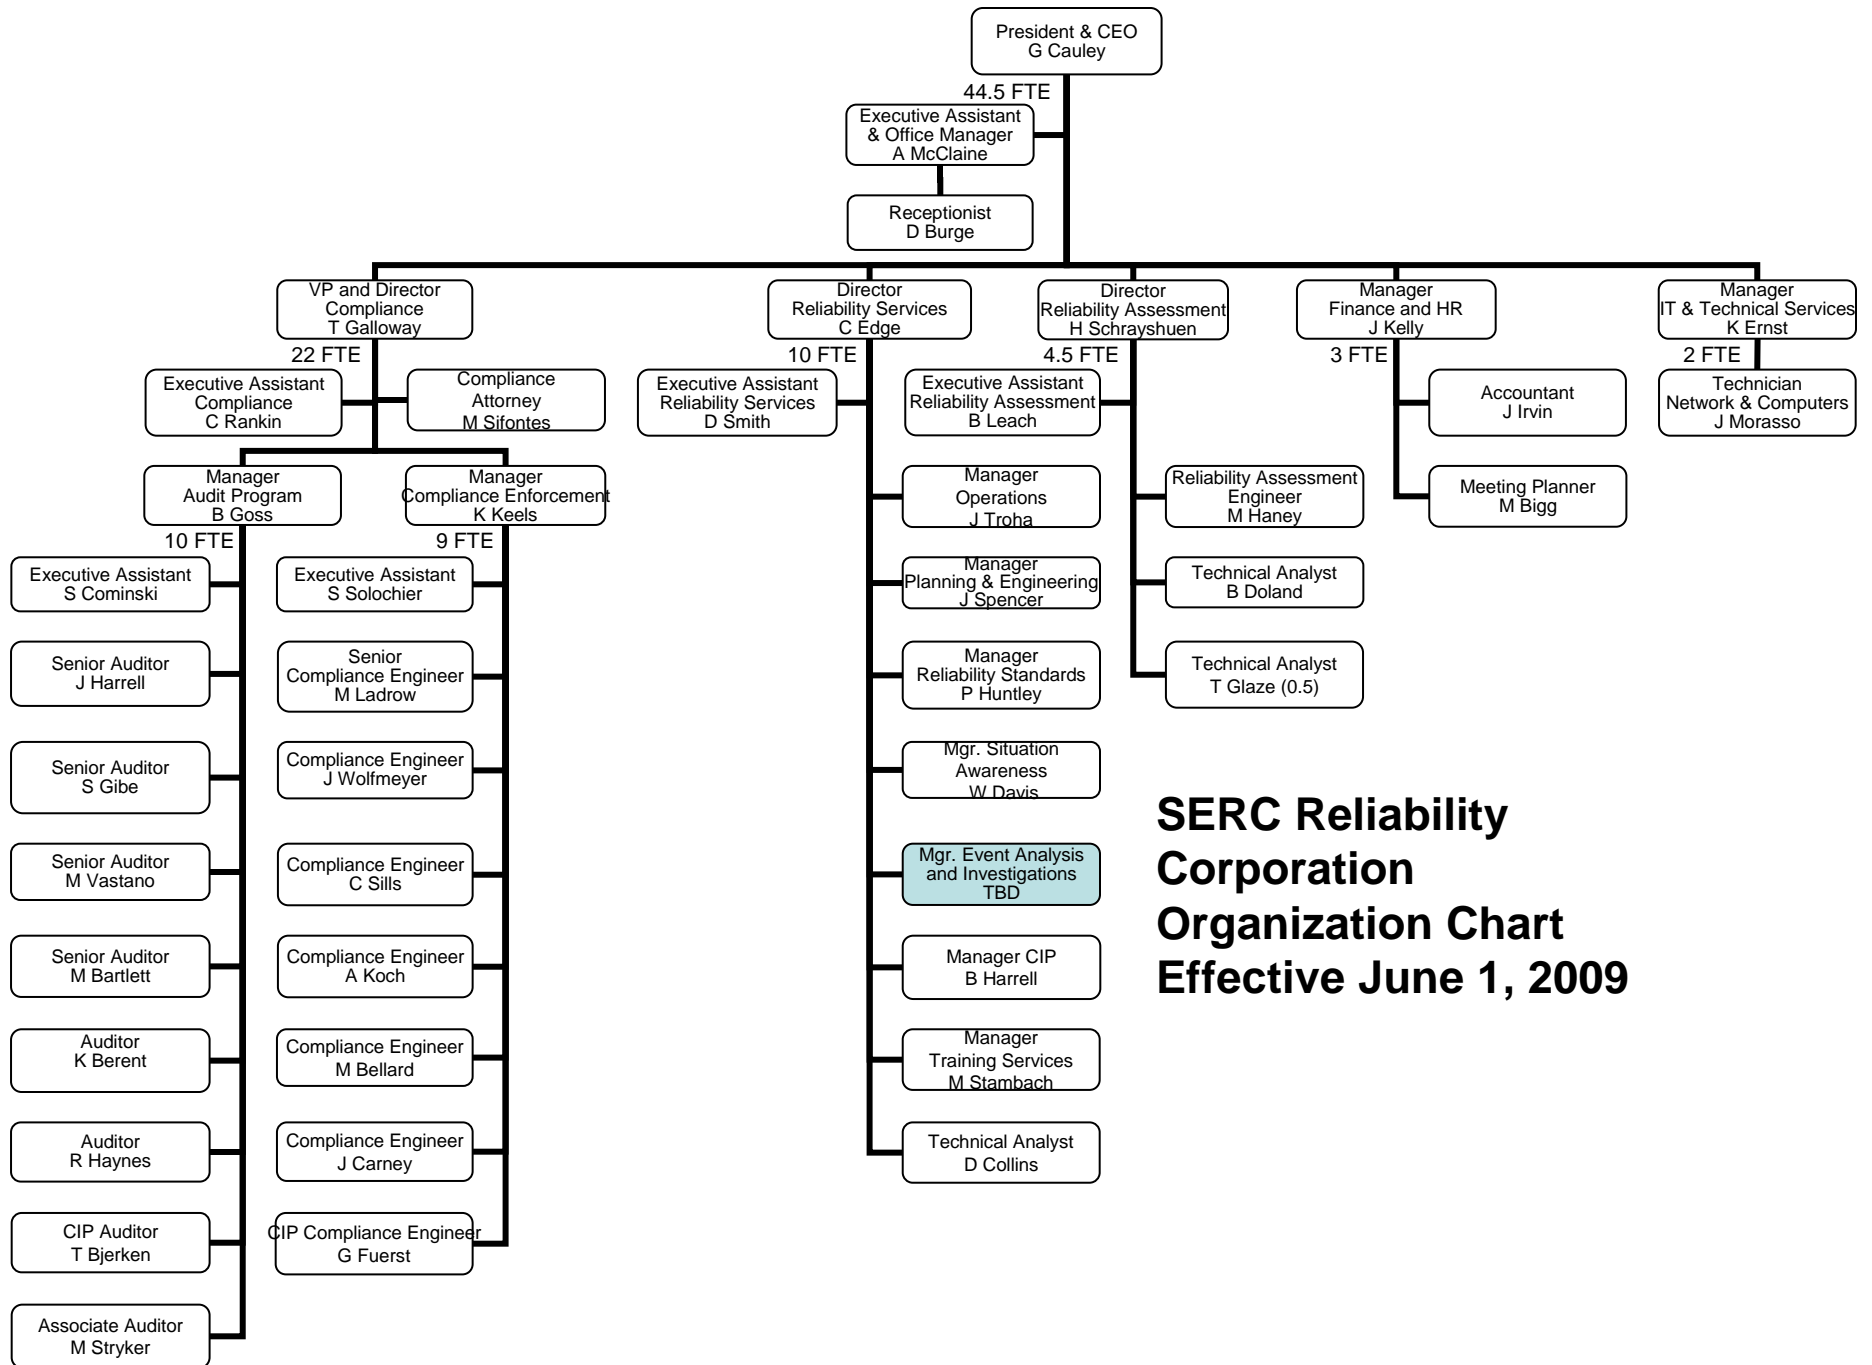 President & CEO
G Cauley
44.5 FTE
Executive Assistant
& Office Manager
A McClaine
Receptionist
D Burge
VP and Director
Compliance
T Galloway
22 FTE
Director
Reliability Services
C Edge
10 FTE
Director
Reliability Assessment
H Schrayshuen
4.5 FTE
Manager
Finance and HR
J Kelly
3 FTE
Manager
IT & Technical Services
K Ernst
2 FTE
Executive Assistant
Compliance
C Rankin
Compliance
Attorney
M Sifontes
Executive Assistant
Reliability Services
D Smith
Executive Assistant
Reliability Assessment
B Leach
Accountant
J Irvin
Technician
Network & Computers
J Morasso
Manager
Audit Program
B Goss
10 FTE
Manager
Compliance Enforcement
K Keels
9 FTE
Manager
Operations
J Troha
Reliability Assessment
Engineer
M Haney
Meeting Planner
M Bigg
Executive Assistant
S Cominski
Executive Assistant
S Solochier
Manager
Planning & Engineering
J Spencer
Technical Analyst
B Doland
Senior Auditor
J Harrell
Senior
Compliance Engineer
M Ladrow
Manager
Reliability Standards
P Huntley
Technical Analyst
T Glaze (0.5)
Senior Auditor
S Gibe
Compliance Engineer
J Wolfmeyer
Mgr. Situation
Awareness
W Davis
Senior Auditor
M Vastano
Compliance Engineer
C Sills
Mgr. Event Analysis
and Investigations
TBD
Senior Auditor
M Bartlett
Compliance Engineer
A Koch
Manager CIP
B Harrell
Auditor
K Berent
Compliance Engineer
M Bellard
Manager
Training Services
M Stambach
Auditor
R Haynes
Compliance Engineer
J Carney
Technical Analyst
D Collins
CIP Auditor
T Bjerken
CIP Compliance Engineer
G Fuerst
Associate Auditor
M Stryker
SERC Reliability
Corporation
Organization Chart
Effective June 1, 2009